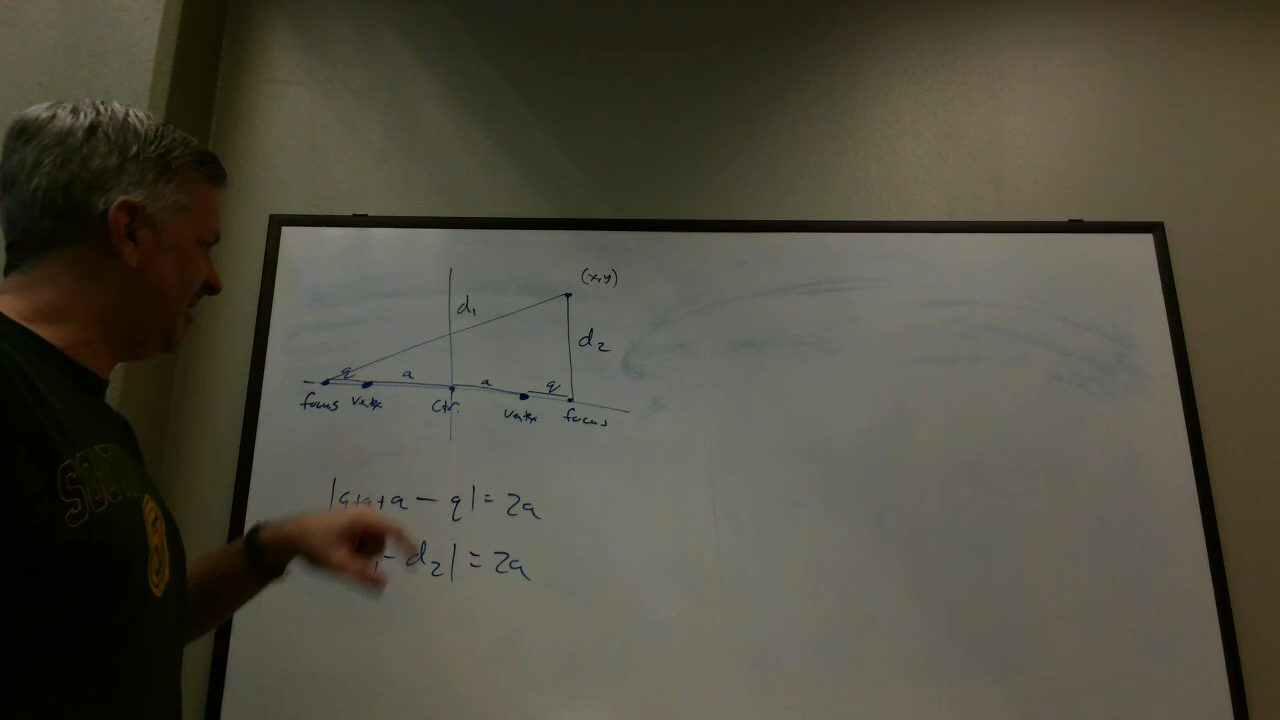 (x,y)
d₁
d₂
q a a q
focus vertex Ctr. vertex focus
|q+a+a - q| = 2a
- d₂| = 2a